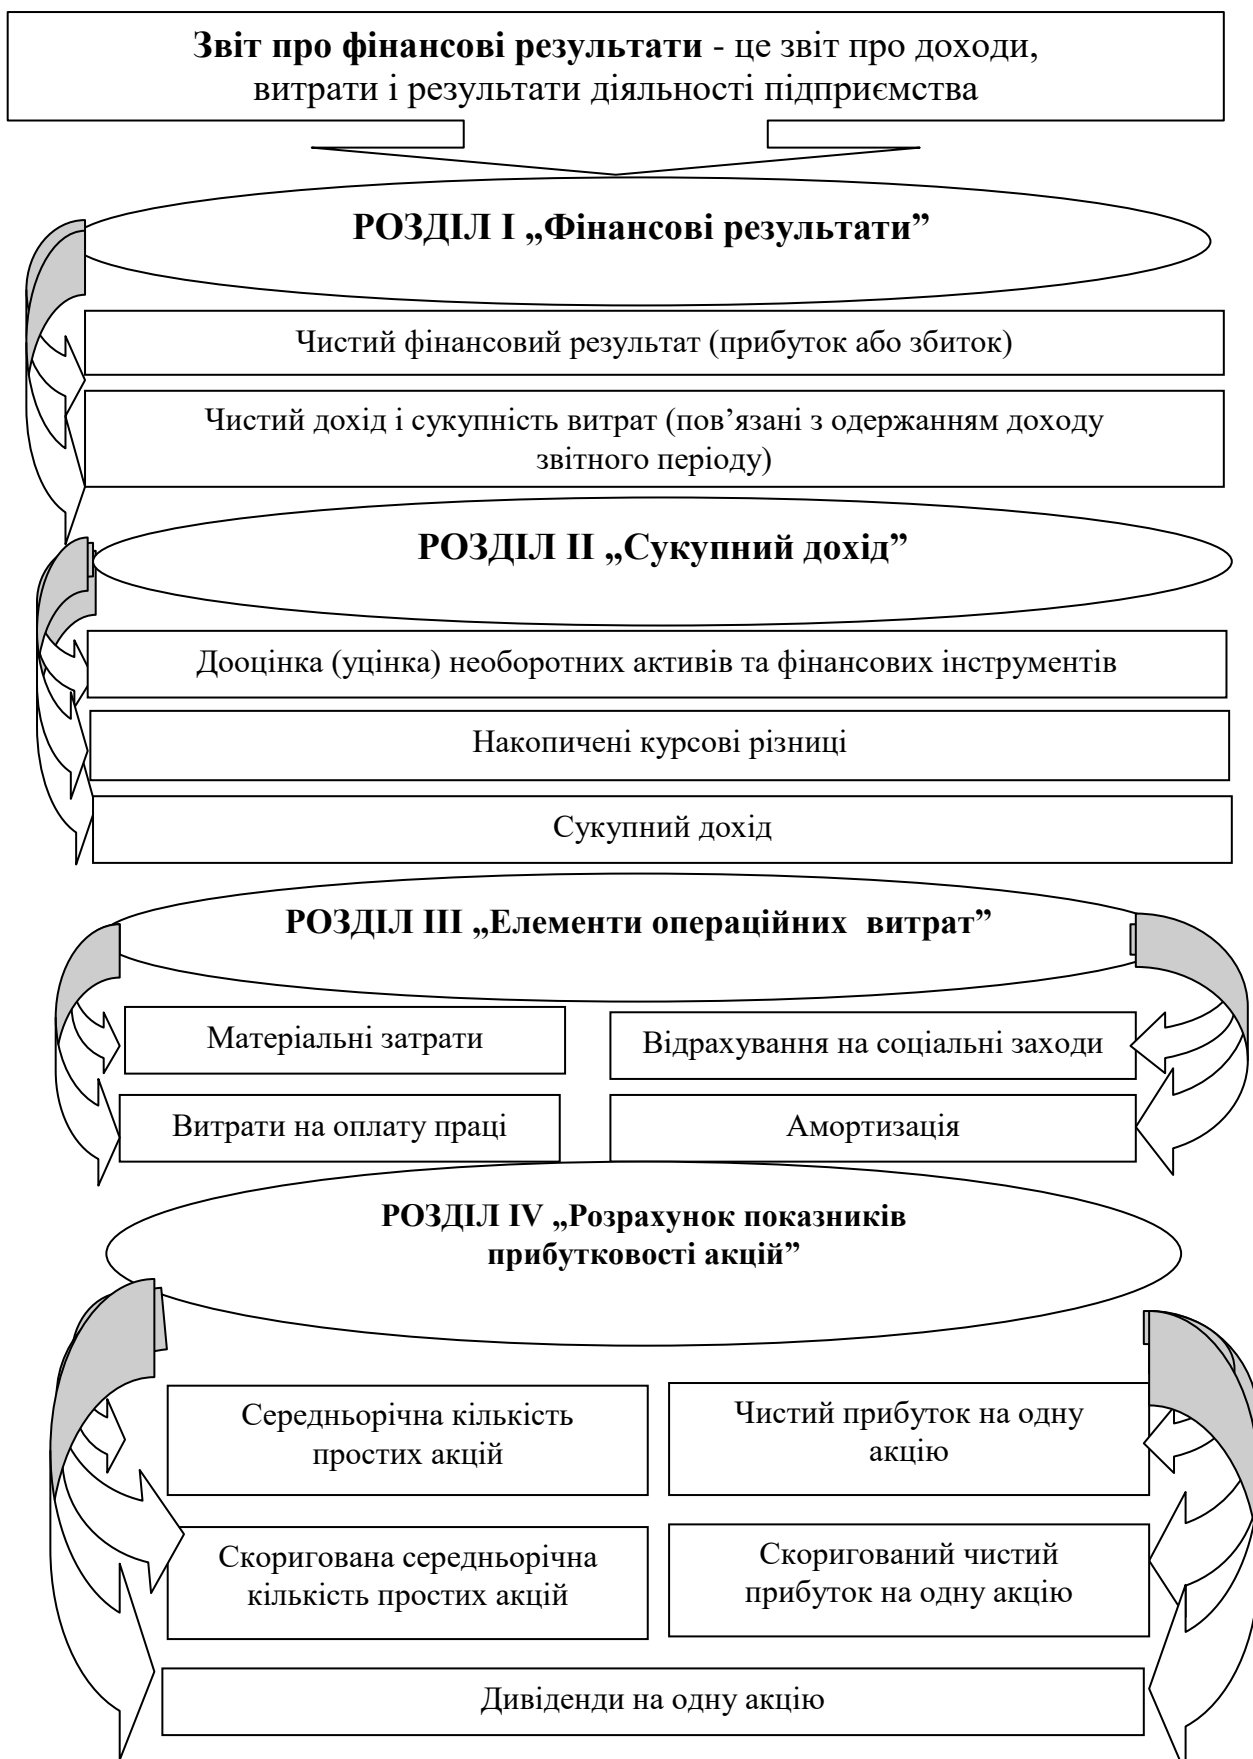 Звіт про фінансові результати - це звіт про доходи,
витрати і результати діяльності підприємства
РОЗДІЛ І „Фінансові результати”
Чистий фінансовий результат (прибуток або збиток)
Чистий дохід і сукупність витрат (пов’язані з одержанням доходу
звітного періоду)
РОЗДІЛ ІІ „Сукупний дохід”
Дооцінка (уцінка) необоротних активів та фінансових інструментів
Накопичені курсові різниці
Сукупний дохід
РОЗДІЛ ІІІ „Елементи операційних витрат”
Матеріальні затрати
Відрахування на соціальні заходи
Витрати на оплату праці
Амортизація
РОЗДІЛ IV „Розрахунок показників
прибутковості акцій”
Середньорічна кількість
простих акцій
Чистий прибуток на одну
акцію
Скоригована середньорічна
кількість простих акцій
Скоригований чистий
прибуток на одну акцію
Дивіденди на одну акцію